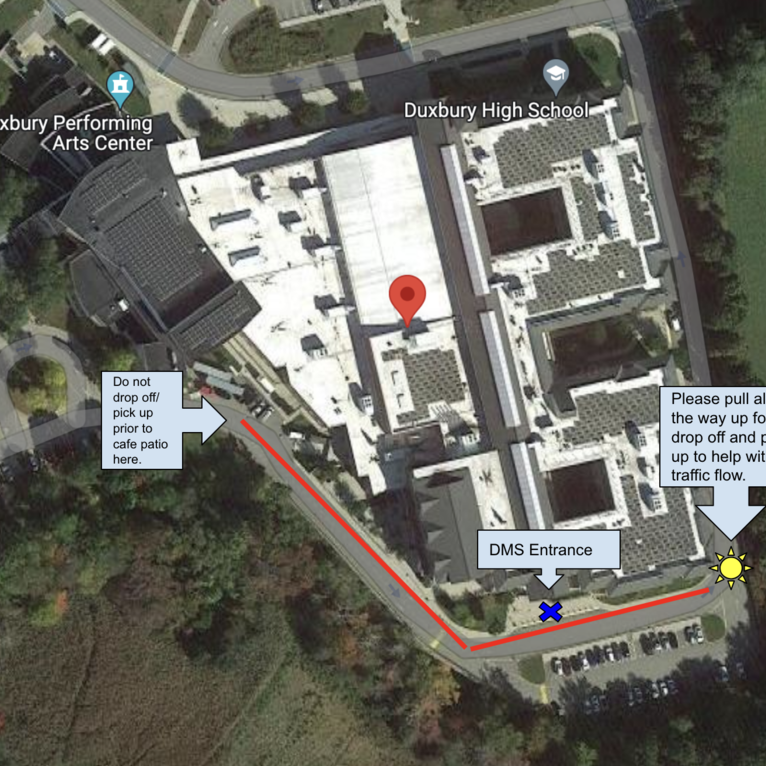 Duxbury High School
xbury Performing
Arts Center
Do not
drop off/
pick up
prior to
cafe patio
here.
Please pull al
the way up fo
drop off and p
up to help wit
traffic flow.
DMS Entrance